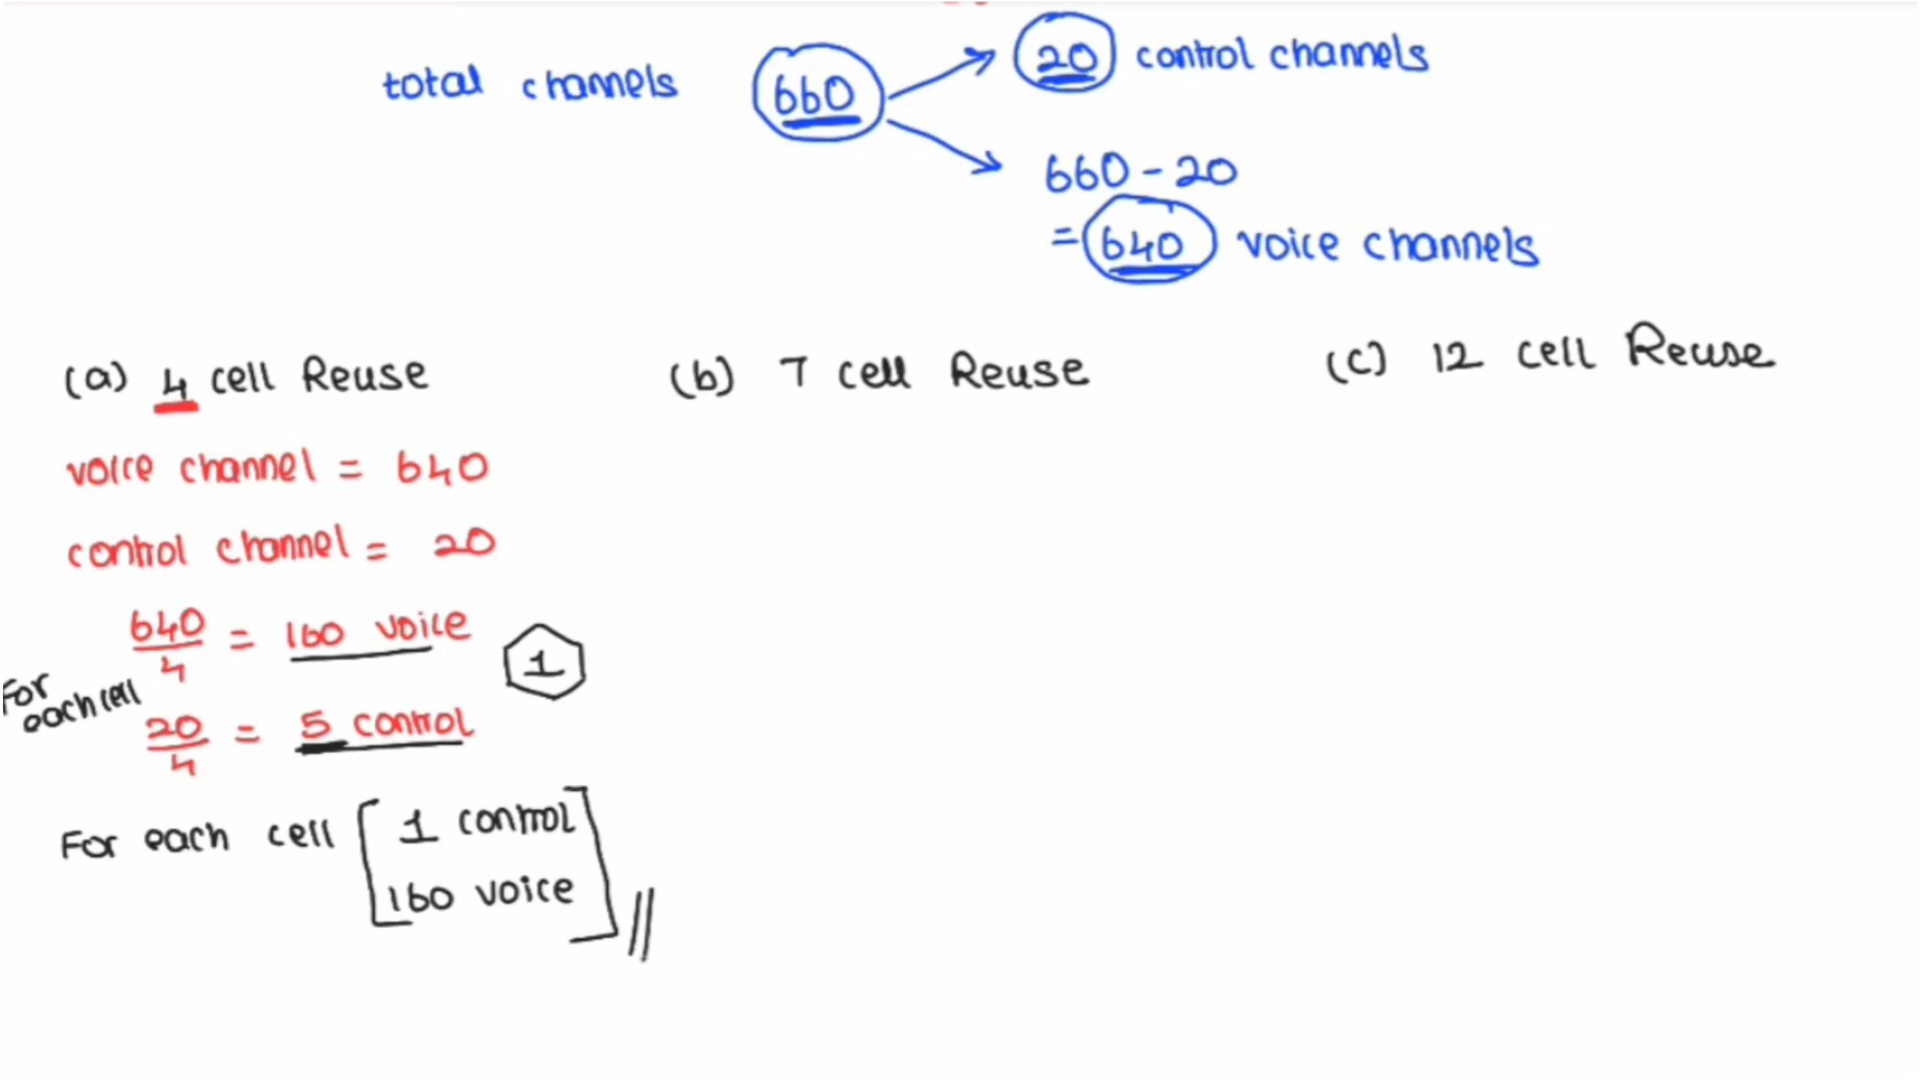 total channels 660
20 control channels
660 - 20
= 640 voice channels
(a) 4 cell Reuse
voice channel = 640
control channel = 20
640/4 = 160 voice
1
For each cell
20/4 = 5 control
For each cell [ 1 control
160 voice ] //
(b) 7 cell Reuse
(c) 12 cell Reuse